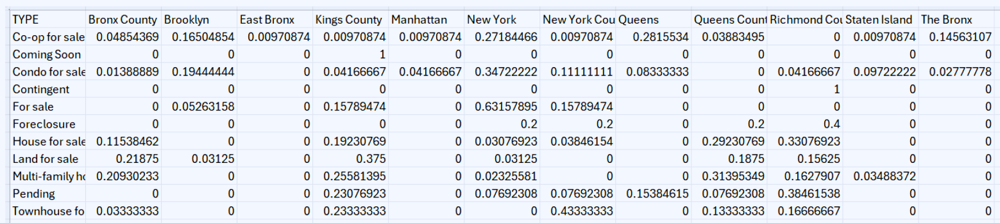 TYPE Bronx County Brooklyn East Bronx Kings County Manhattan New York New York Cou Queens Queens Count Richmond Cou Staten Island The Bronx
Co-op for sale 0.04854369 0.16504854 0.00970874 0.00970874 0.00970874 0.27184466 0.00970874 0.2815534 0.03883495 0 0.00970874 0.14563107
Coming Soon 0 0 0 1 0 0 0 0 0 0 0 0
Condo for sale 0.01388889 0.19444444 0 0.04166667 0.04166667 0.34722222 0.11111111 0.08333333 0 0.04166667 0.09722222 0.02777778
Contingent 0 0 0 0 0 0 0 0 0 1 0 0
For sale 0 0.05263158 0 0.15789474 0 0.63157895 0.15789474 0 0 0 0 0
Foreclosure 0 0 0 0 0 0.2 0.2 0 0.2 0.4 0 0
House for sale 0.11538462 0 0 0.19230769 0 0.03076923 0.03846154 0 0.29230769 0.33076923 0 0
Land for sale 0.21875 0.03125 0 0.375 0 0.03125 0 0 0.1875 0.15625 0 0
Multi-family ho 0.20930233 0 0 0.25581395 0 0.02325581 0 0 0.31395349 0.1627907 0.03488372 0
Pending 0 0 0 0.23076923 0 0.07692308 0.07692308 0.15384615 0.07692308 0.38461538 0 0
Townhouse fo 0.03333333 0 0 0.23333333 0 0 0.43333333 0 0.13333333 0.16666667 0 0